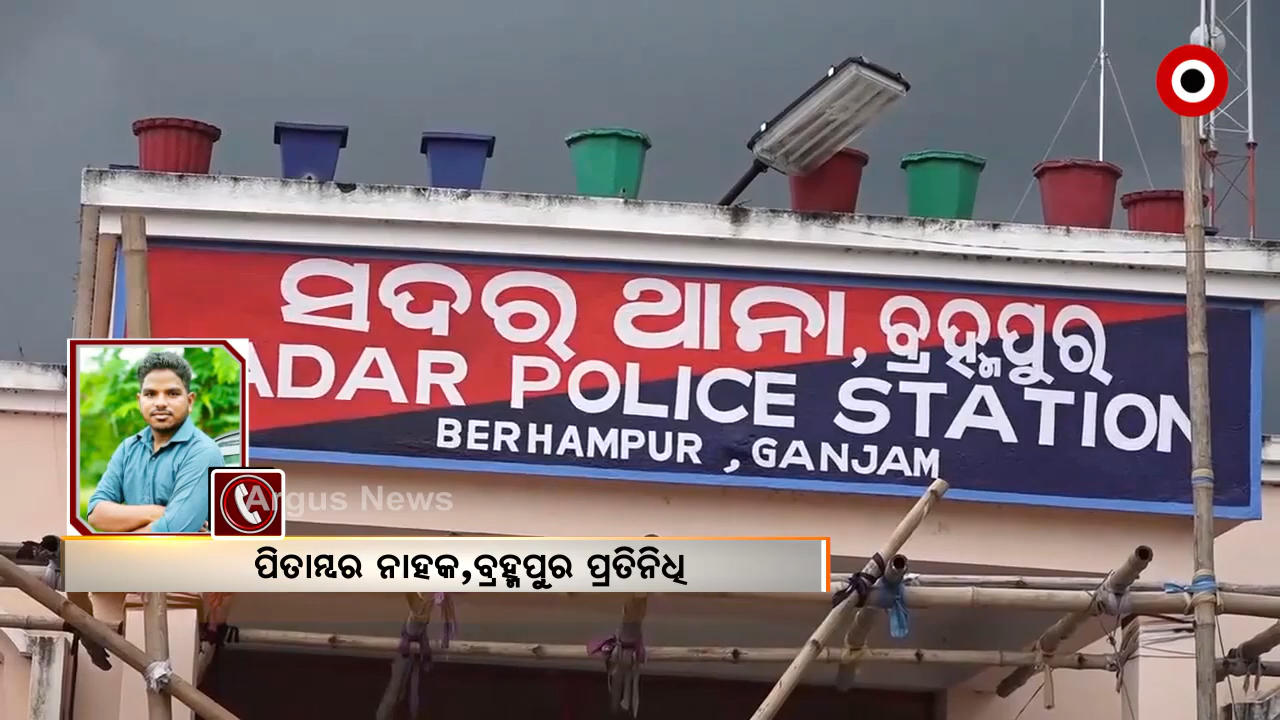 ସଦର ଥାନା, ବ୍ରହ୍ମପୁର
ADAR POLICE STATION
BERHAMPUR , GANJAM
Argus News
ପିତାମ୍ବର ନାହକ,ବ୍ରହ୍ମପୁର ପ୍ରତିନିଧି